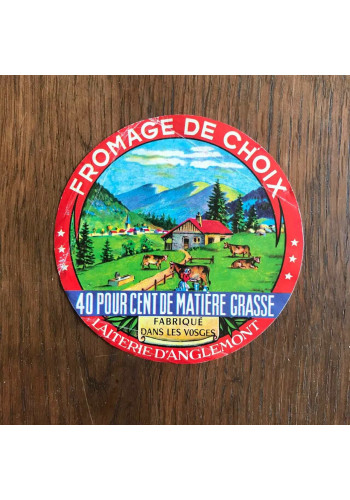 FROMAGE DE CHOIX
40 POUR CENT DE MATIÈRE GRASSE
FABRIQUÉ
DANS LES VOSGES
LAITERIE D'ANGLEMONT